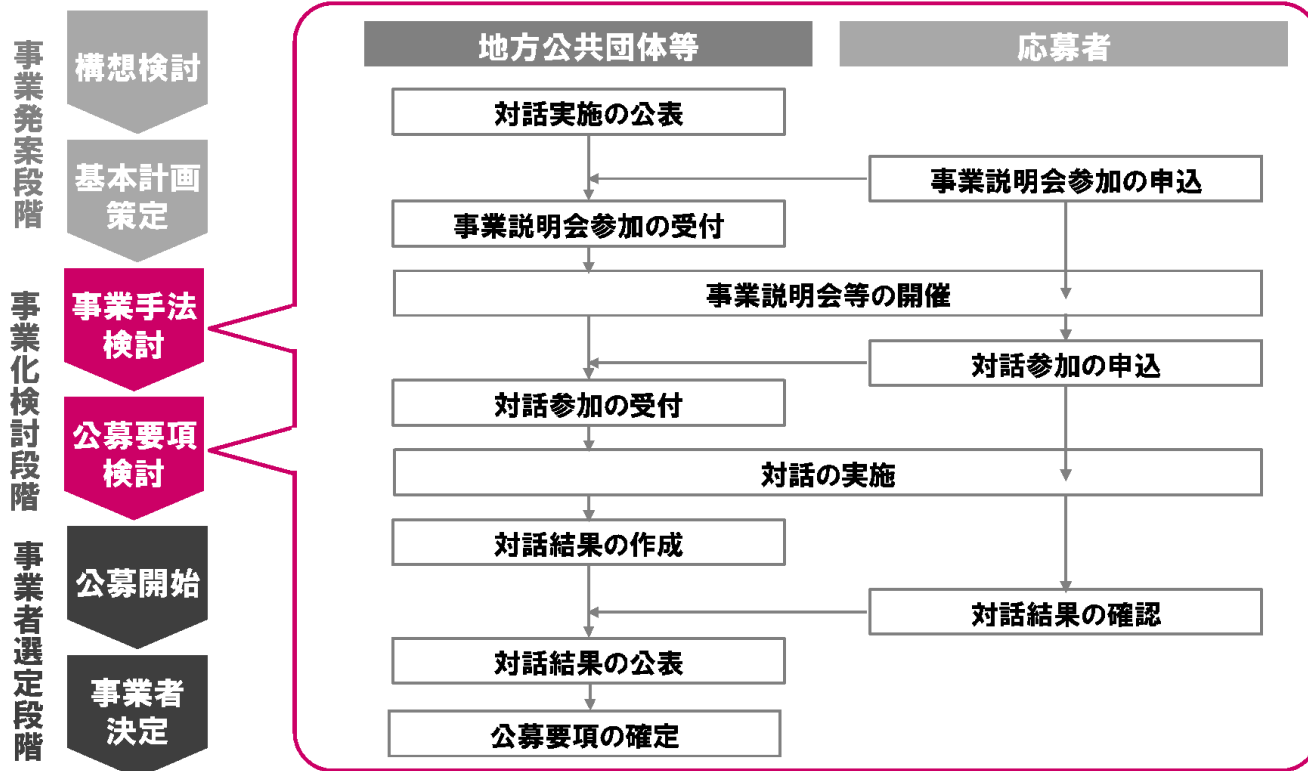 事業発案段階
構想検討
基本計画
策定
事業化検討段階
事業手法
検討
公募要項
検討
事業者選定段階
公募開始
事業者
決定
地方公共団体等
応募者
対話実施の公表
事業説明会参加の申込
事業説明会参加の受付
事業説明会等の開催
対話参加の申込
対話参加の受付
対話の実施
対話結果の作成
対話結果の確認
対話結果の公表
公募要項の確定